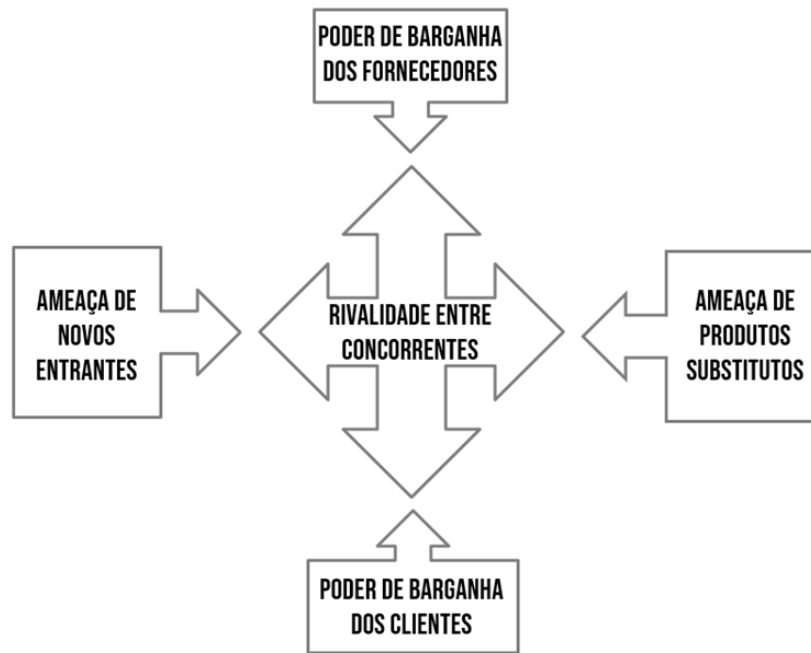 PODER DE BARGANHA
DOS FORNECEDORES
AMEAÇA DE
NOVOS
ENTRANTES
RIVALIDADE ENTRE
CONCORRENTES
AMEAÇA DE
PRODUTOS
SUBSTITUTOS
PODER DE BARGANHA
DOS CLIENTES